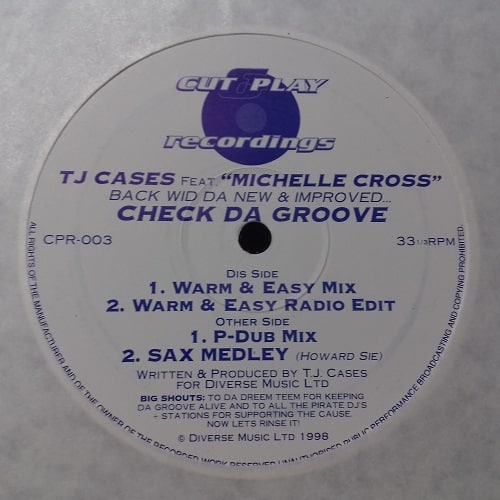 CUT & PLAY
recordings
TJ CASES FEAT. "MICHELLE CROSS"
BACK WID DA NEW & IMPROVED...
CHECK DA GROOVE
CPR-003
33 1/3 RPM
DIS SIDE
1. WARM & EASY MIX
2. WARM & EASY RADIO EDIT
OTHER SIDE
1. P-DUB MIX
2. SAX MEDLEY (HOWARD SIE)
WRITTEN & PRODUCED BY T.J. CASES
FOR DIVERSE MUSIC LTD
BIG SHOUTS: TO DA DREEM TEEM FOR KEEPING
DA GROOVE ALIVE AND TO ALL THE PIRATE DJ'S
+ STATIONS FOR SUPPORTING THE CAUSE.
NOW LETS RINSE IT!
© DIVERSE MUSIC LTD 1998
ALL RIGHTS OF THE MANUFACTURER AND OF THE OWNER OF THE RECORDED WORK RESERVED UNAUTHORISED PUBLIC PERFORMANCE BROADCASTING AND COPYING PROHIBITED.